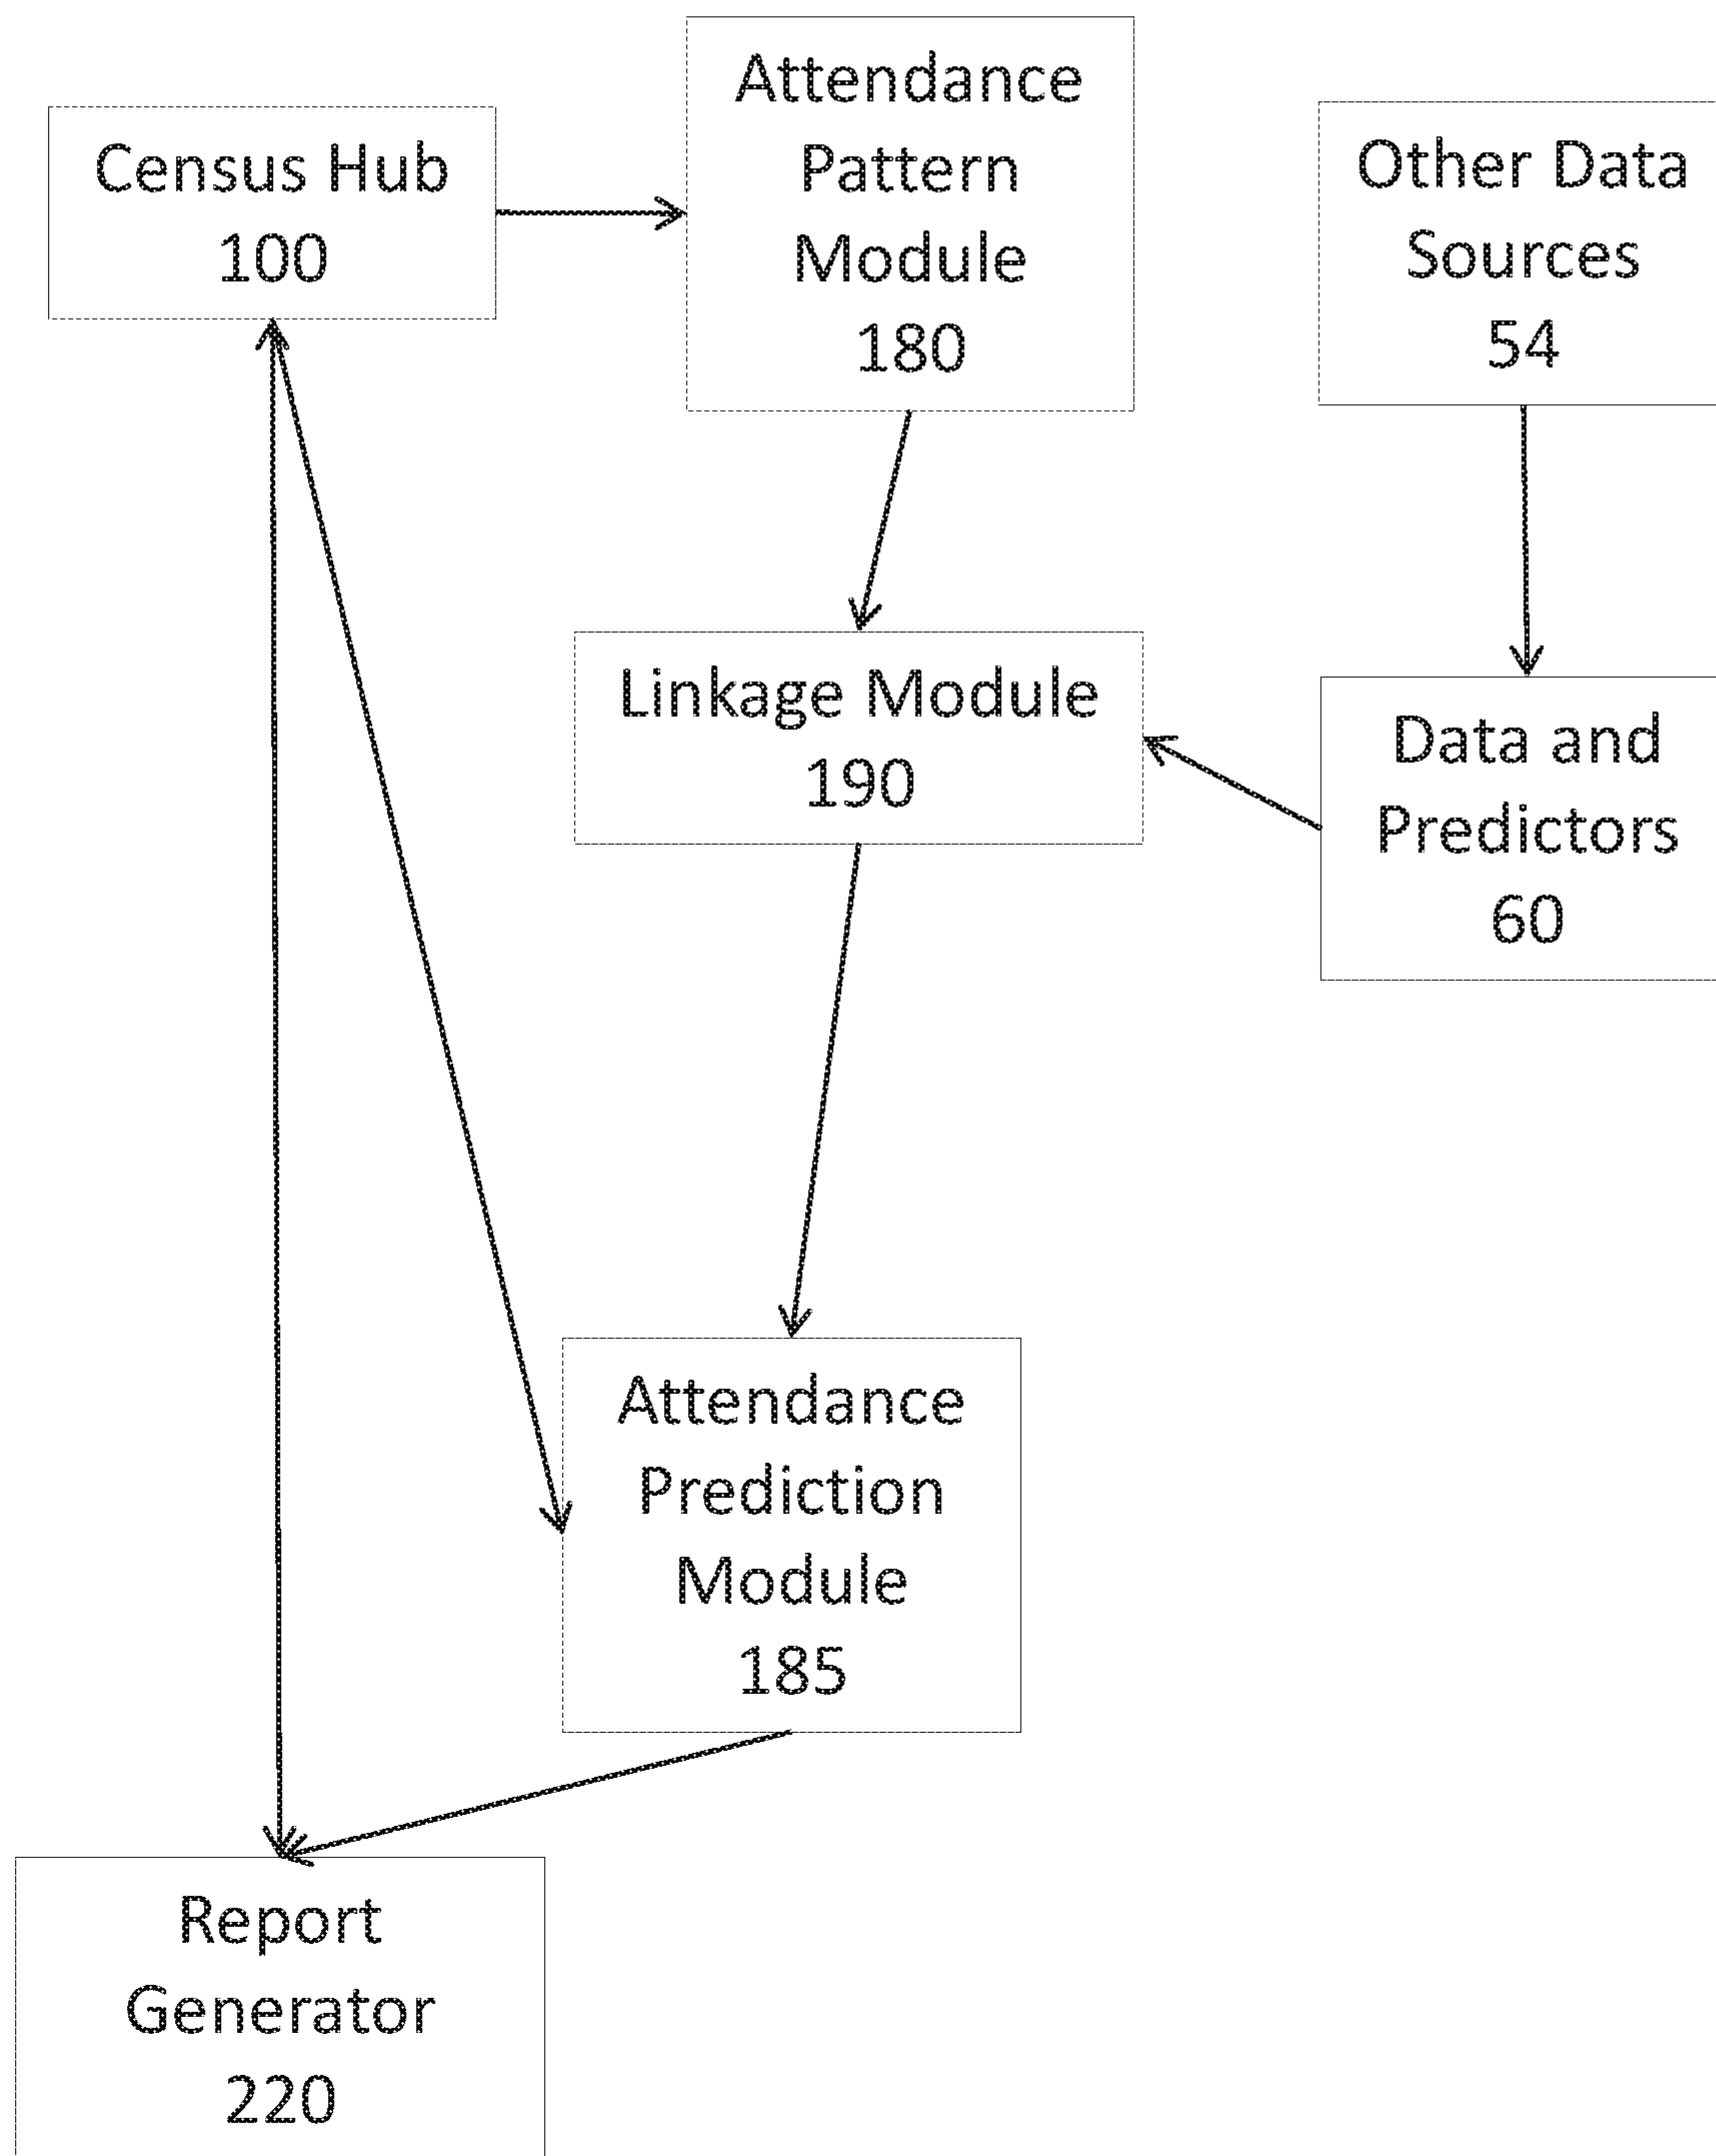 Census Hub
100
Attendance
Pattern
Module
180
Other Data
Sources
54
Linkage Module
190
Data and
Predictors
60
Attendance
Prediction
Module
185
Report
Generator
220